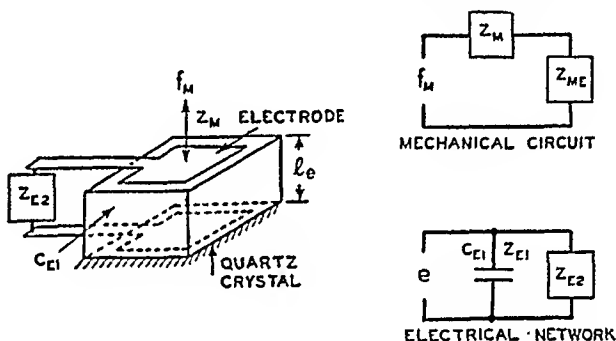 f_M
Z_M
ELECTRODE
l_e
Z_E2
C_E1
QUARTZ
CRYSTAL
Z_M
f_M
Z_ME
MECHANICAL CIRCUIT
e
C_E1
Z_E1
Z_E2
ELECTRICAL · NETWORK